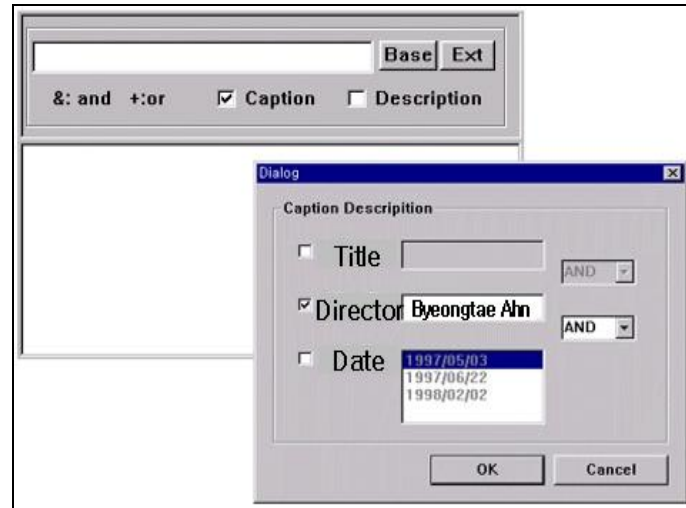 Base Ext
&: and +:or Caption Description
Dialog
Caption Descripition
Title
AND
Director Byeongtae Ahn
AND
Date 1997/05/03
1997/06/22
1998/02/02
OK Cancel